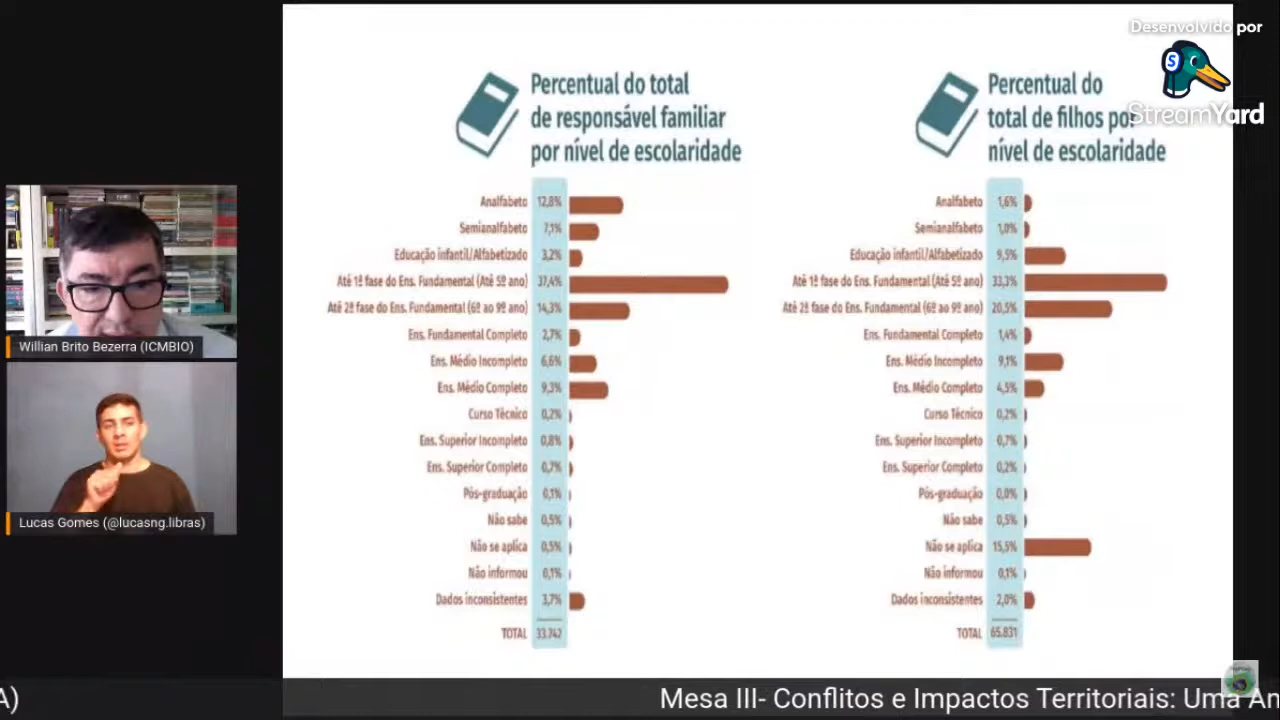 Desenvolvido por
S
StreamYard
Percentual do total
de responsável familiar
por nível de escolaridade
Analfabeto 12,8%
Semianalfabeto 7,1%
Educação infantil/Alfabetizado 3,2%
Até 1ª fase do Ens. Fundamental (Até 5º ano) 37,4%
Até 2ª fase do Ens. Fundamental (6º ao 9º ano) 14,3%
Ens. Fundamental Completo 2,7%
Ens. Médio Incompleto 6,6%
Ens. Médio Completo 9,3%
Curso Técnico 0,2%
Ens. Superior Incompleto 0,8%
Ens. Superior Completo 0,7%
Pós-graduação 0,1%
Não sabe 0,5%
Não se aplica 0,5%
Não informou 0,1%
Dados inconsistentes 3,7%
TOTAL 33.742
Percentual do
total de filhos por
nível de escolaridade
Analfabeto 1,6%
Semianalfabeto 1,0%
Educação infantil/Alfabetizado 9,5%
Até 1ª fase do Ens. Fundamental (Até 5º ano) 33,3%
Até 2ª fase do Ens. Fundamental (6º ao 9º ano) 20,5%
Ens. Fundamental Completo 1,4%
Ens. Médio Incompleto 9,1%
Ens. Médio Completo 4,5%
Curso Técnico 0,2%
Ens. Superior Incompleto 0,7%
Ens. Superior Completo 0,2%
Pós-graduação 0,0%
Não sabe 0,5%
Não se aplica 15,5%
Não informou 0,1%
Dados inconsistentes 2,0%
TOTAL 65.831
Willian Brito Bezerra (ICMBIO)
Lucas Gomes (@lucasng.libras)
A) Mesa III- Conflitos e Impactos Territoriais: Uma An